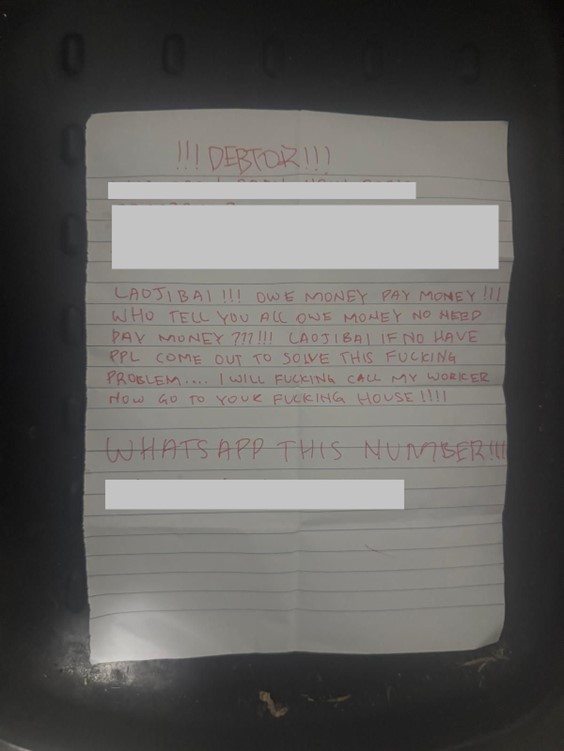 !!! DEBTOR!!!
LAOJIBAI !!! OWE MONEY PAY MONEY !!!
WHO TELL YOU ALL OWE MONEY NO NEED
PAY MONEY ???!!! LAOJIBAI IF NO HAVE
PPL COME OUT TO SOLVE THIS FUCKING
PROBLEM.... I WILL FUCKING CALL MY WORKER
NOW GO TO YOUR FUCKING HOUSE !!!!
WHATSAPP THIS NUMBER!!!!